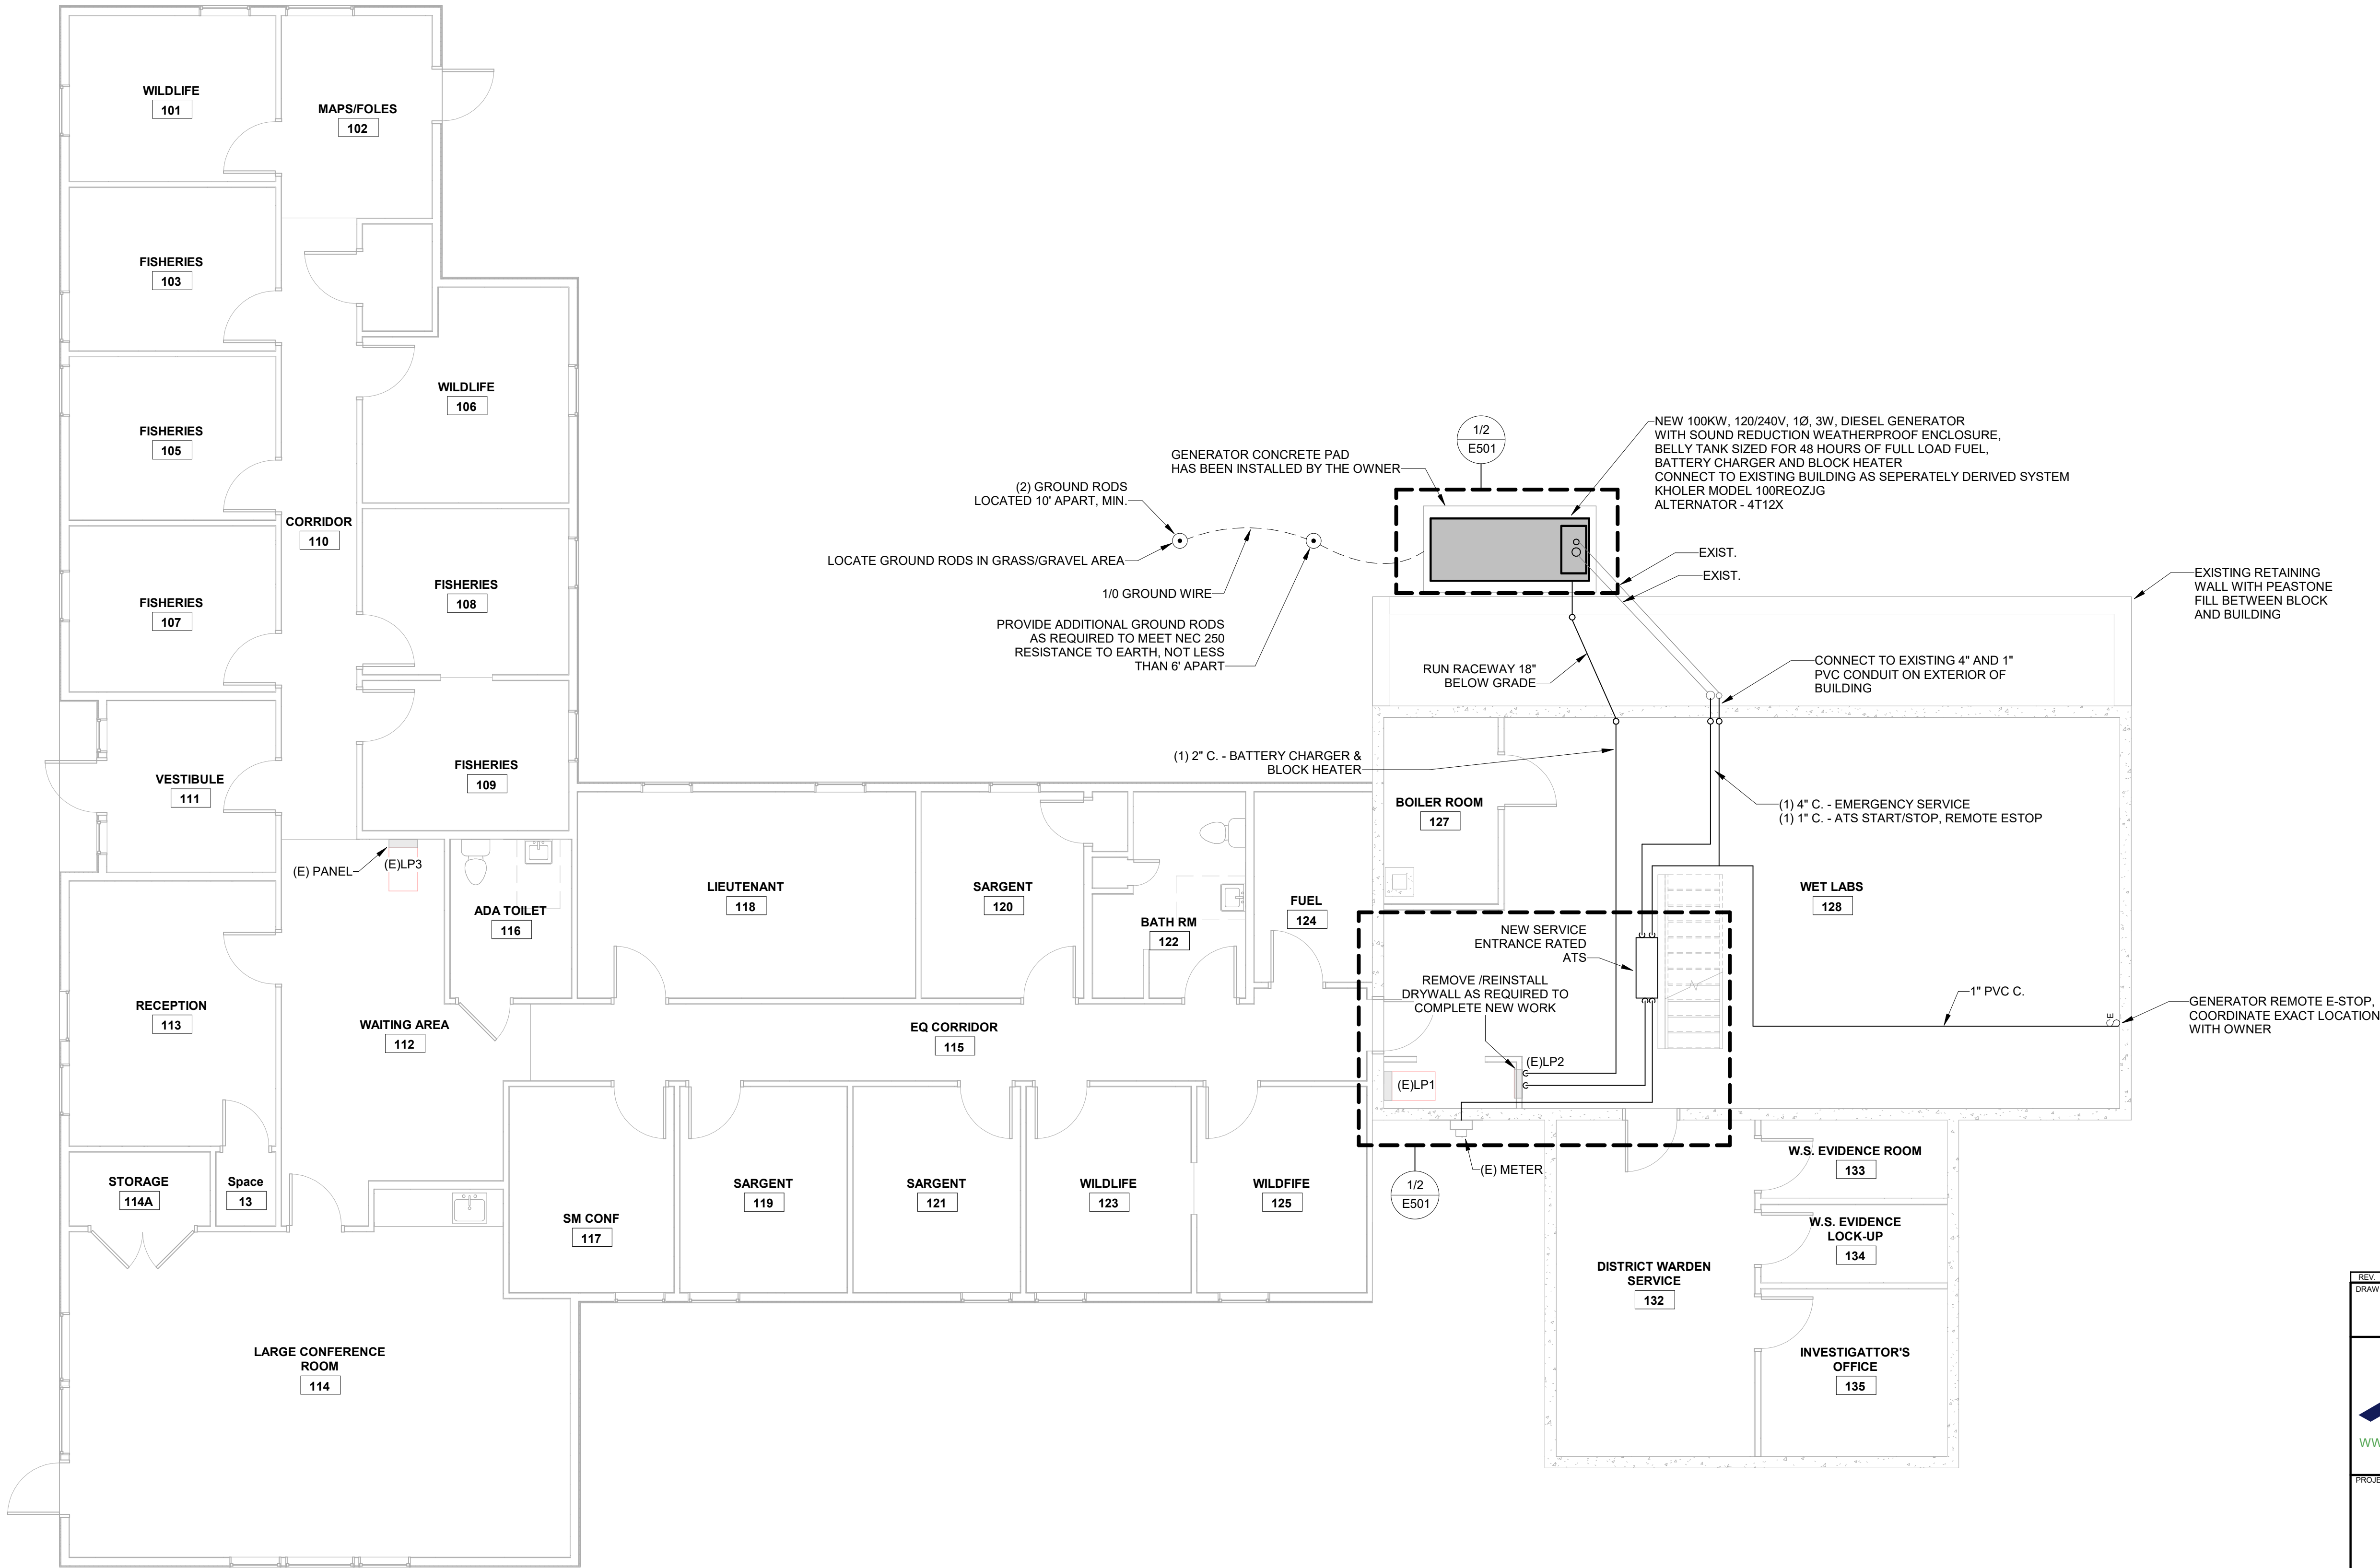 WILDLIFE
101
MAPS/FOLES
102
FISHERIES
103
FISHERIES
105
WILDLIFE
106
CORRIDOR
110
FISHERIES
107
FISHERIES
108
FISHERIES
109
VESTIBULE
111
(E) PANEL
(E)LP3
ADA TOILET
116
RECEPTION
113
WAITING AREA
112
STORAGE
114A
Space
13
LARGE CONFERENCE
ROOM
114
LIEUTENANT
118
SARGENT
120
BATH RM
122
FUEL
124
EQ CORRIDOR
115
SM CONF
117
SARGENT
119
SARGENT
121
WILDLIFE
123
WILDFIFE
125
1/2
E501
GENERATOR CONCRETE PAD
HAS BEEN INSTALLED BY THE OWNER
(2) GROUND RODS
LOCATED 10' APART, MIN.
LOCATE GROUND RODS IN GRASS/GRAVEL AREA
1/0 GROUND WIRE
PROVIDE ADDITIONAL GROUND RODS
AS REQUIRED TO MEET NEC 250
RESISTANCE TO EARTH, NOT LESS
THAN 6' APART
NEW 100KW, 120/240V, 1Ø, 3W, DIESEL GENERATOR
WITH SOUND REDUCTION WEATHERPROOF ENCLOSURE,
BELLY TANK SIZED FOR 48 HOURS OF FULL LOAD FUEL,
BATTERY CHARGER AND BLOCK HEATER
CONNECT TO EXISTING BUILDING AS SEPERATELY DERIVED SYSTEM
KHOLER MODEL 100REOZJG
ALTERNATOR - 4T12X
EXIST.
EXIST.
EXISTING RETAINING
WALL WITH PEASTONE
FILL BETWEEN BLOCK
AND BUILDING
RUN RACEWAY 18"
BELOW GRADE
CONNECT TO EXISTING 4" AND 1"
PVC CONDUIT ON EXTERIOR OF
BUILDING
(1) 2" C. - BATTERY CHARGER &
BLOCK HEATER
BOILER ROOM
127
(1) 4" C. - EMERGENCY SERVICE
(1) 1" C. - ATS START/STOP, REMOTE ESTOP
WET LABS
128
NEW SERVICE
ENTRANCE RATED
ATS
REMOVE /REINSTALL
DRYWALL AS REQUIRED TO
COMPLETE NEW WORK
1" PVC C.
SE
GENERATOR REMOTE E-STOP,
COORDINATE EXACT LOCATION
WITH OWNER
(E)LP2
(E)LP1
(E) METER
1/2
E501
W.S. EVIDENCE ROOM
133
W.S. EVIDENCE
LOCK-UP
134
DISTRICT WARDEN
SERVICE
132
INVESTIGATTOR'S
OFFICE
135
REV.
DRAW
WW
PROJE